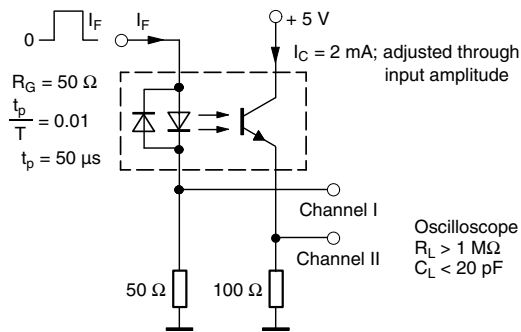 0
I_F
I_F
+ 5 V
I_C = 2 mA; adjusted through
input amplitude
R_G = 50 Ω
t_p
T
= 0.01
t_p = 50 μs
Channel I
Channel II
Oscilloscope
R_L > 1 MΩ
C_L < 20 pF
50 Ω
100 Ω